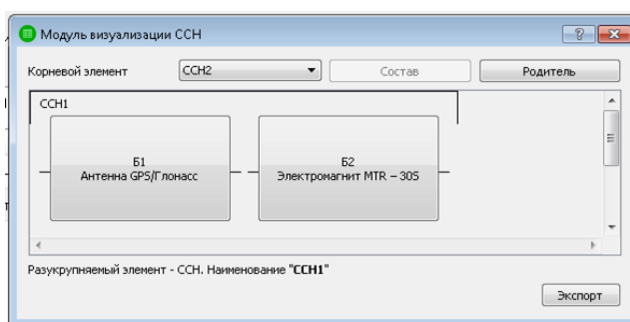 Модуль визуализации ССН
Корневой элемент ССН2 Состав Родитель
ССН1
Б1
Антенна GPS/Глонасс
Б2
Электромагнит MTR – 30S
Разукрупняемый элемент - ССН. Наименование "ССН1"
Экспорт